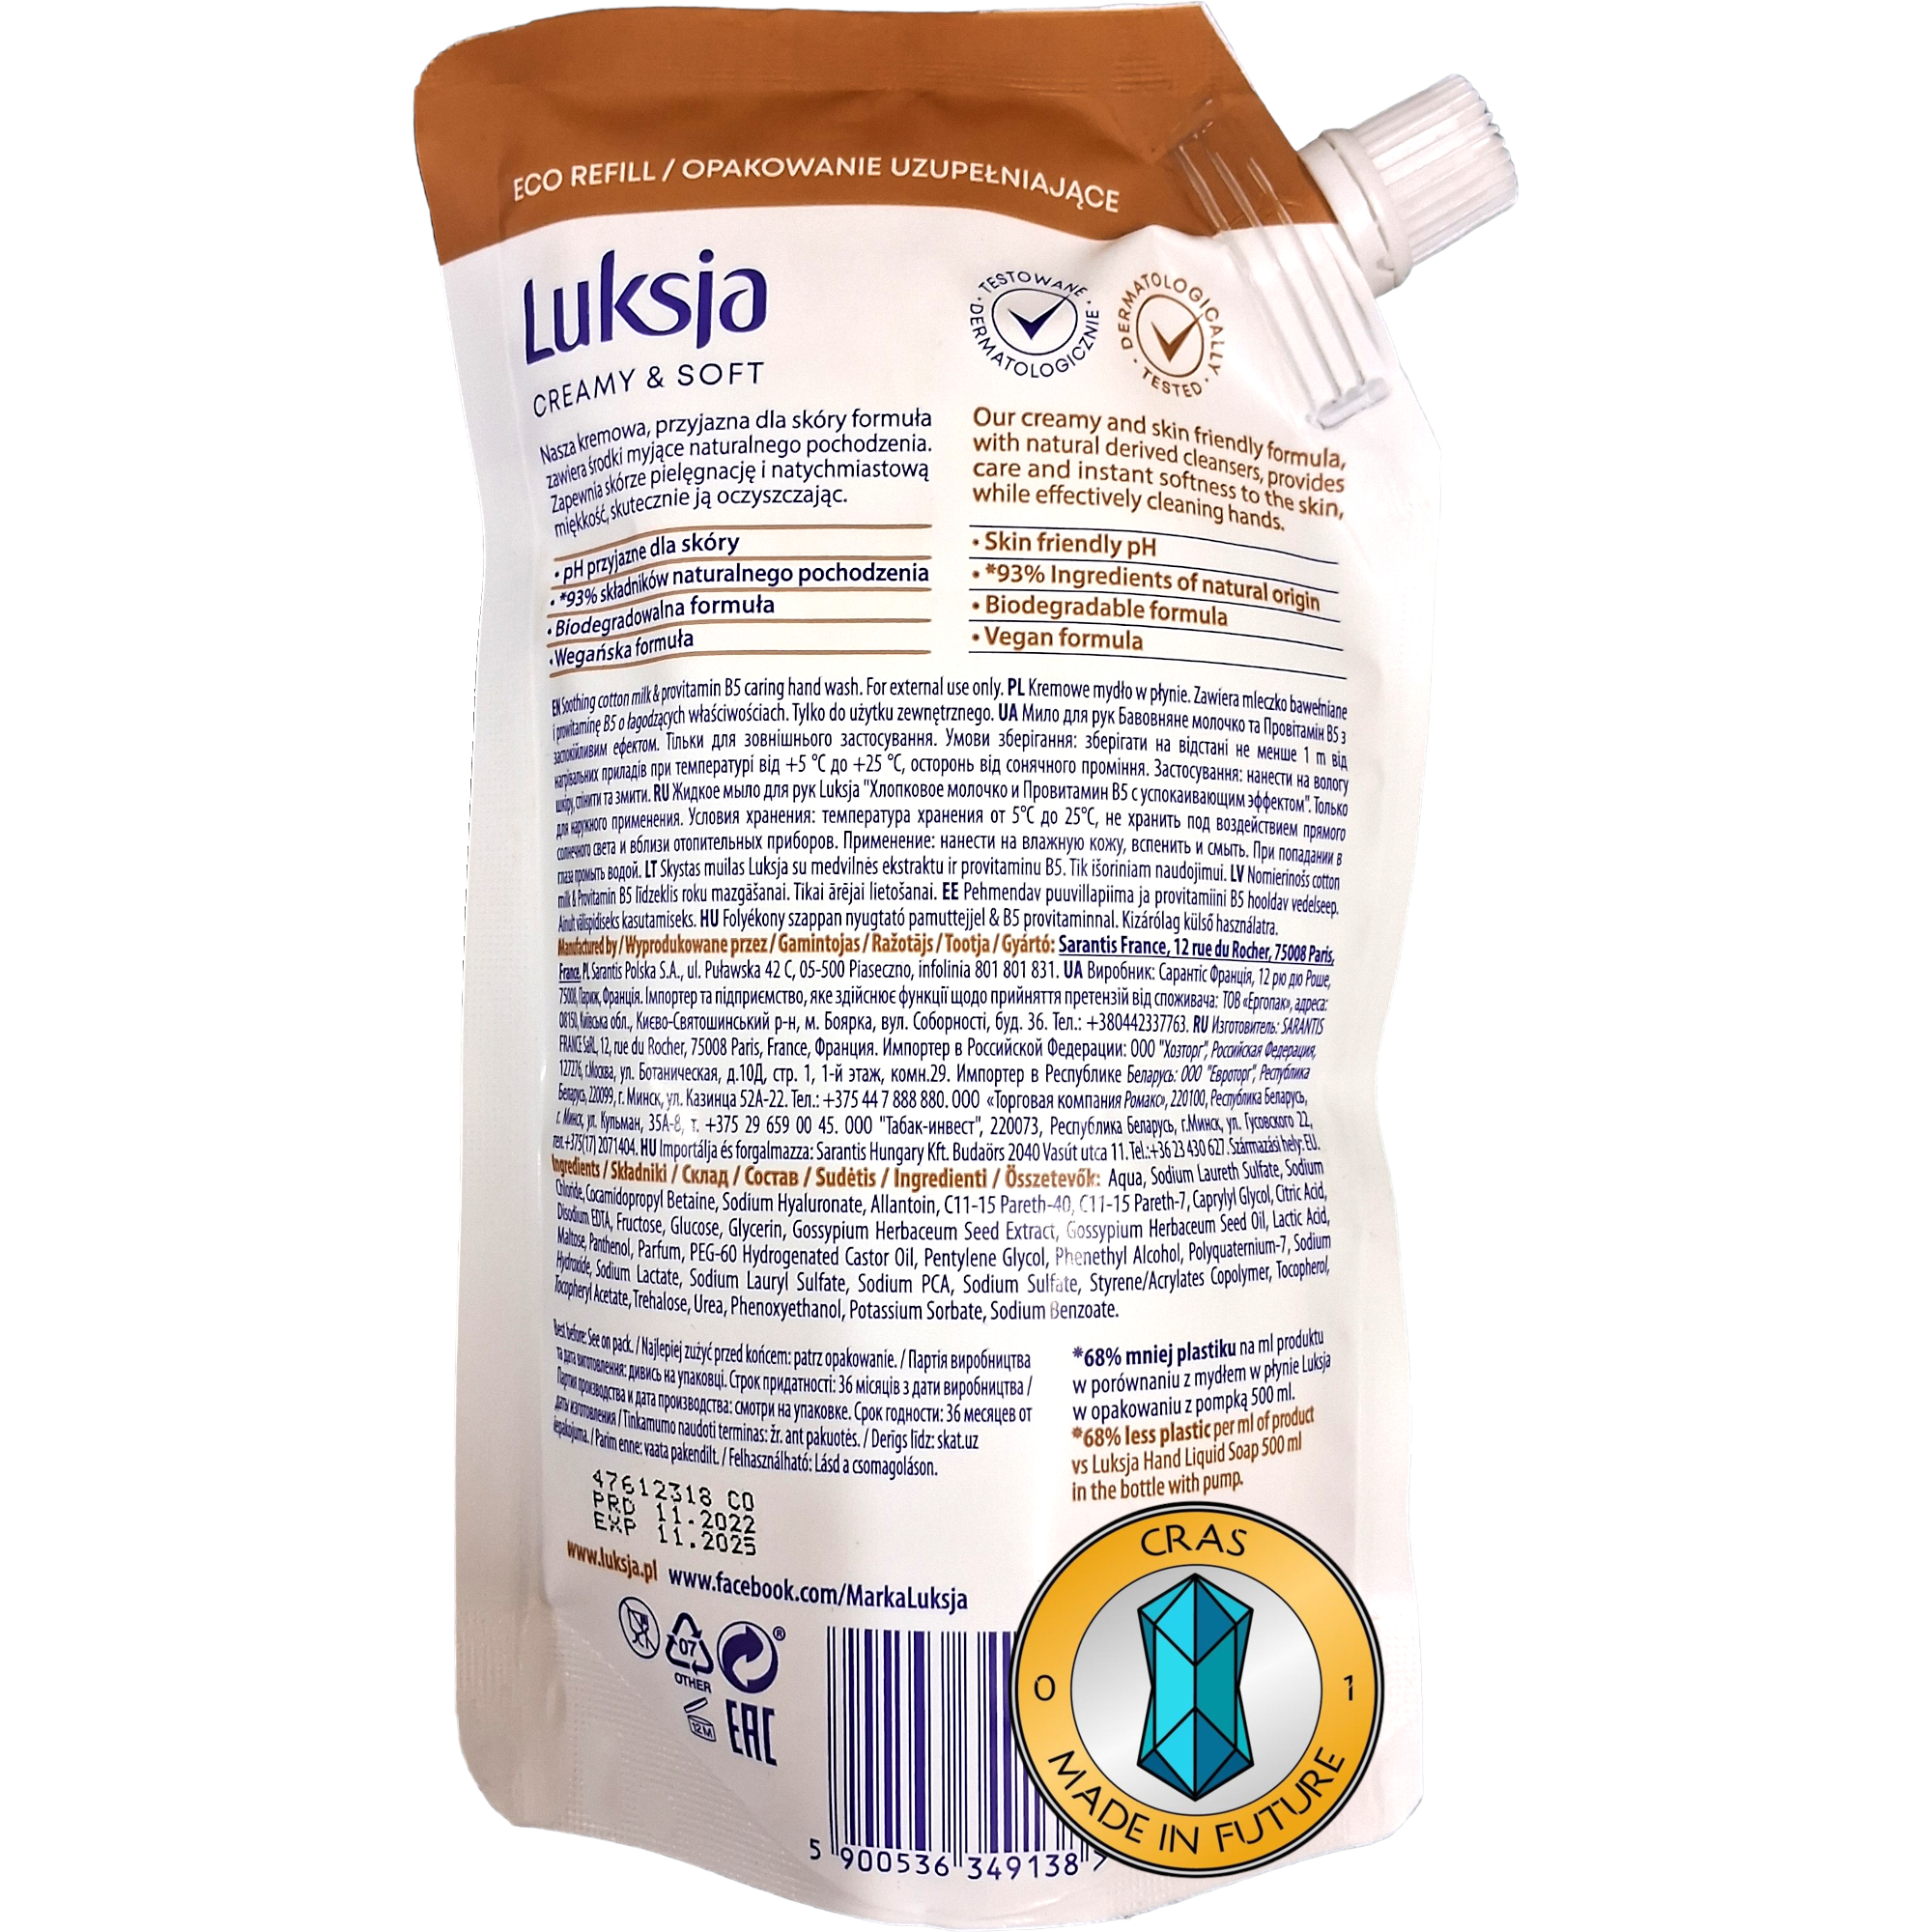 ECO REFILL / OPAKOWANIE UZUPEŁNIAJĄCE
Luksja
CREAMY & SOFT
TESTOWANE DERMATOLOGICZNIE
DERMATOLOGICALLY TESTED
Nasza kremowa, przyjazna dla skóry formuła
zawiera środki myjące naturalnego pochodzenia.
Zapewnia skórze pielęgnację i natychmiastową
miękkość, skutecznie ją oczyszczając.
• pH przyjazne dla skóry
• *93% składników naturalnego pochodzenia
• Biodegradowalna formuła
• Wegańska formuła
Our creamy and skin friendly formula,
with natural derived cleansers, provides
care and instant softness to the skin,
while effectively cleaning hands.
• Skin friendly pH
• *93% Ingredients of natural origin
• Biodegradable formula
• Vegan formula
EN Soothing cotton milk & provitamin B5 caring hand wash. For external use only. PL Kremowe mydło w płynie. Zawiera mleczko bawełniane
i prowitaminę B5 o łagodzących właściwościach. Tylko do użytku zewnętrznego. UA Мило для рук Бавовняне молочко та Провітамін B5 з
заспокійливим ефектом. Тільки для зовнішнього застосування. Умови зберігання: зберігати на відстані не менше 1 m від
нагрівальних приладів при температурі від +5 °C до +25 °C, осторонь від сонячного проміння. Застосування: нанести на вологу
шкіру, спінити та змити. RU Жидкое мыло для рук Luksja "Хлопковое молочко и Провитамин B5 с успокаивающим эффектом". Только
для наружного применения. Условия хранения: температура хранения от 5°C до 25°C, не хранить под воздействием прямого
солнечного света и вблизи отопительных приборов. Применение: нанести на влажную кожу, вспенить и смыть. При попадании в
глаза промыть водой. LT Skystas muilas Luksja su medvilnės ekstraktu ir provitaminu B5. Tik išoriniam naudojimui. LV Nomierinošs cotton
milk & Provitamin B5 līdzeklis roku mazgāšanai. Tikai ārējai lietošanai. EE Pehmendav puuvillapiima ja provitamiini B5 hooldav vedelseep.
Ainult välispidiseks kasutamiseks. HU Folyékony szappan nyugtató pamuttejjel & B5 provitaminnal. Kizárólag külső használatra.
Manufactured by / Wyprodukowane przez / Gamintojas / Ražotājs / Tootja / Gyártó: Sarantis France, 12 rue du Rocher, 75008 Paris,
France. PL Sarantis Polska S.A., ul. Puławska 42 C, 05-500 Piaseczno, infolinia 801 801 831. UA Виробник: Сарантіс Франція, 12 рю дю Роше,
75008, Париж, Франція. Імпортер та підприємство, яке здійснює функції щодо прийняття претензій від споживача: ТОВ «Ергопак», адреса:
08150, Київська обл., Києво-Святошинський р-н, м. Боярка, вул. Соборності, буд. 36. Тел.: +380442337763. RU Изготовитель: SARANTIS
FRANCE SaRL, 12, rue du Rocher, 75008 Paris, France, Франция. Импортер в Российской Федерации: ООО "Хозторг", Российская Федерация,
127276, г.Москва, ул. Ботаническая, д.10Д, стр. 1, 1-й этаж, комн.29. Импортер в Республике Беларусь: ООО "Евроторг", Республика
Беларусь, 220099, г. Минск, ул. Казинца 52А-22. Тел.: +375 44 7 888 880. ООО «Торговая компания Ромакс», 220100, Республика Беларусь,
г. Минск, ул. Кульман, 35А-8, т. +375 29 659 00 45. ООО "Табак-инвест", 220073, Республика Беларусь, г.Минск, ул. Гусовского 22,
тел.+375(17) 2071404. HU Importálja és forgalmazza: Sarantis Hungary Kft. Budaörs 2040 Vasút utca 11. Tel.:+36 23 430 627. Származási hely: EU.
Ingredients / Składniki / Склад / Состав / Sudėtis / Ingredienti / Összetevők: Aqua, Sodium Laureth Sulfate, Sodium
Chloride, Cocamidopropyl Betaine, Sodium Hyaluronate, Allantoin, C11-15 Pareth-40, C11-15 Pareth-7, Caprylyl Glycol, Citric Acid,
Disodium EDTA, Fructose, Glucose, Glycerin, Gossypium Herbaceum Seed Extract, Gossypium Herbaceum Seed Oil, Lactic Acid,
Maltose, Panthenol, Parfum, PEG-60 Hydrogenated Castor Oil, Pentylene Glycol, Phenethyl Alcohol, Polyquaternium-7, Sodium
Hydroxide, Sodium Lactate, Sodium Lauryl Sulfate, Sodium PCA, Sodium Sulfate, Styrene/Acrylates Copolymer, Tocopherol,
Tocopheryl Acetate, Trehalose, Urea, Phenoxyethanol, Potassium Sorbate, Sodium Benzoate.
Best before: See on pack. / Najlepiej zużyć przed końcem: patrz opakowanie. / Партія виробництва
та дата виготовлення: дивись на упаковці. Строк придатності: 36 місяців з дати виробництва /
Партия производства и дата производства: смотри на упаковке. Срок годности: 36 месяцев от
даты изготовления / Tinkamumo naudoti terminas: žr. ant pakuotės. / Derīgs līdz: skat.uz
iepakojuma. / Parim enne: vaata pakendilt. / Felhasználható: Lásd a csomagoláson.
*68% mniej plastiku na ml produktu
w porównaniu z mydłem w płynie Luksja
w opakowaniu z pompką 500 ml.
*68% less plastic per ml of product
vs Luksja Hand Liquid Soap 500 ml
in the bottle with pump.
47612318 CO
PRD 11.2022
EXP 11.2025
www.luksja.pl www.facebook.com/MarkaLuksja
07
OTHER
®
12M
EAC
5 900536 349138 >
CRAS
0 1
MADE IN FUTURE